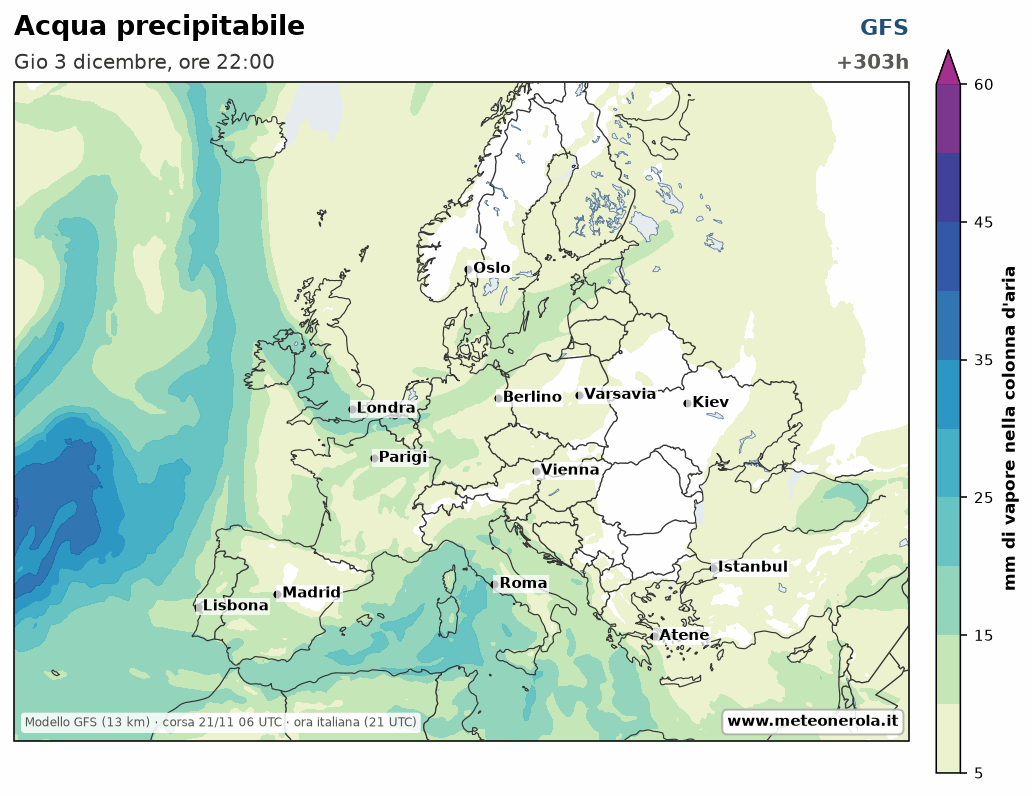 Acqua precipitabile
GFS
Gio 3 dicembre, ore 22:00
+303h
60
45
35
25
15
5
mm di vapore nella colonna d'aria
Oslo
Londra
Berlino
Varsavia
Kiev
Parigi
Vienna
Istanbul
Roma
Madrid
Lisbona
Atene
Modello GFS (13 km) · corsa 21/11 06 UTC · ora italiana (21 UTC)
www.meteonerola.it